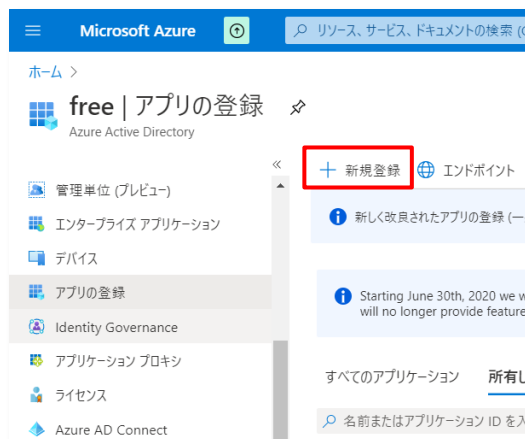 Microsoft Azure
リソース、サービス、ドキュメントの検索
ホーム >
free | アプリの登録
Azure Active Directory
«
+ 新規登録
エンドポイント
管理単位 (プレビュー)
新しく改良されたアプリの登録 (
エンタープライズ アプリケーション
デバイス
アプリの登録
Starting June 30th, 2020 we
will no longer provide feature
Identity Governance
アプリケーション プロキシ
すべてのアプリケーション
所有し
ライセンス
名前またはアプリケーション ID を
Azure AD Connect